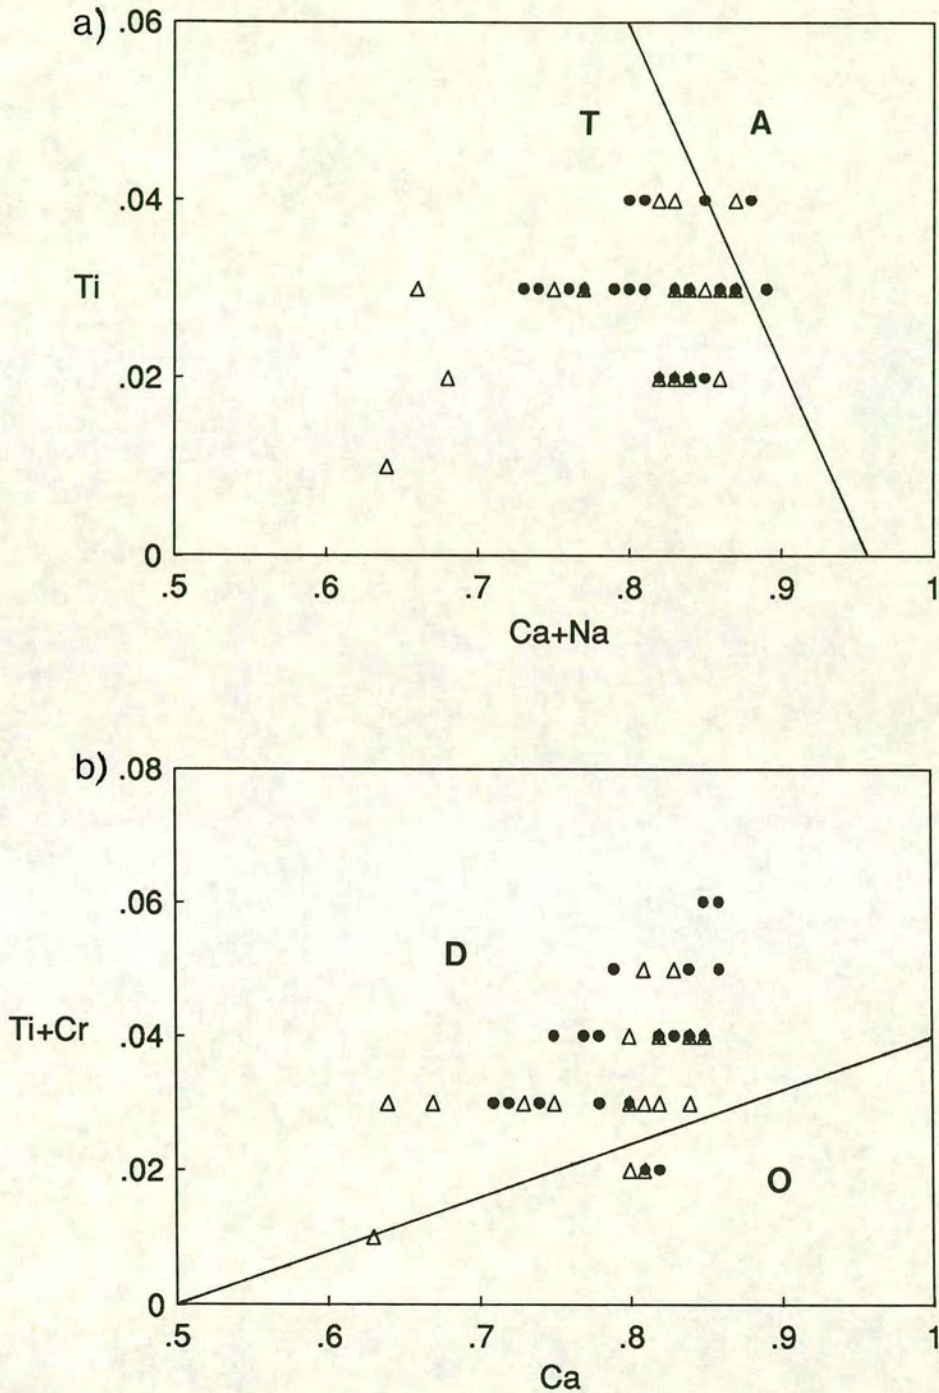 a) .06
T A
.04
Ti
.02
0
.5 .6 .7 .8 .9 1
Ca+Na
b) .08
.06
D
Ti+Cr .04
.02
O
0
.5 .6 .7 .8 .9 1
Ca